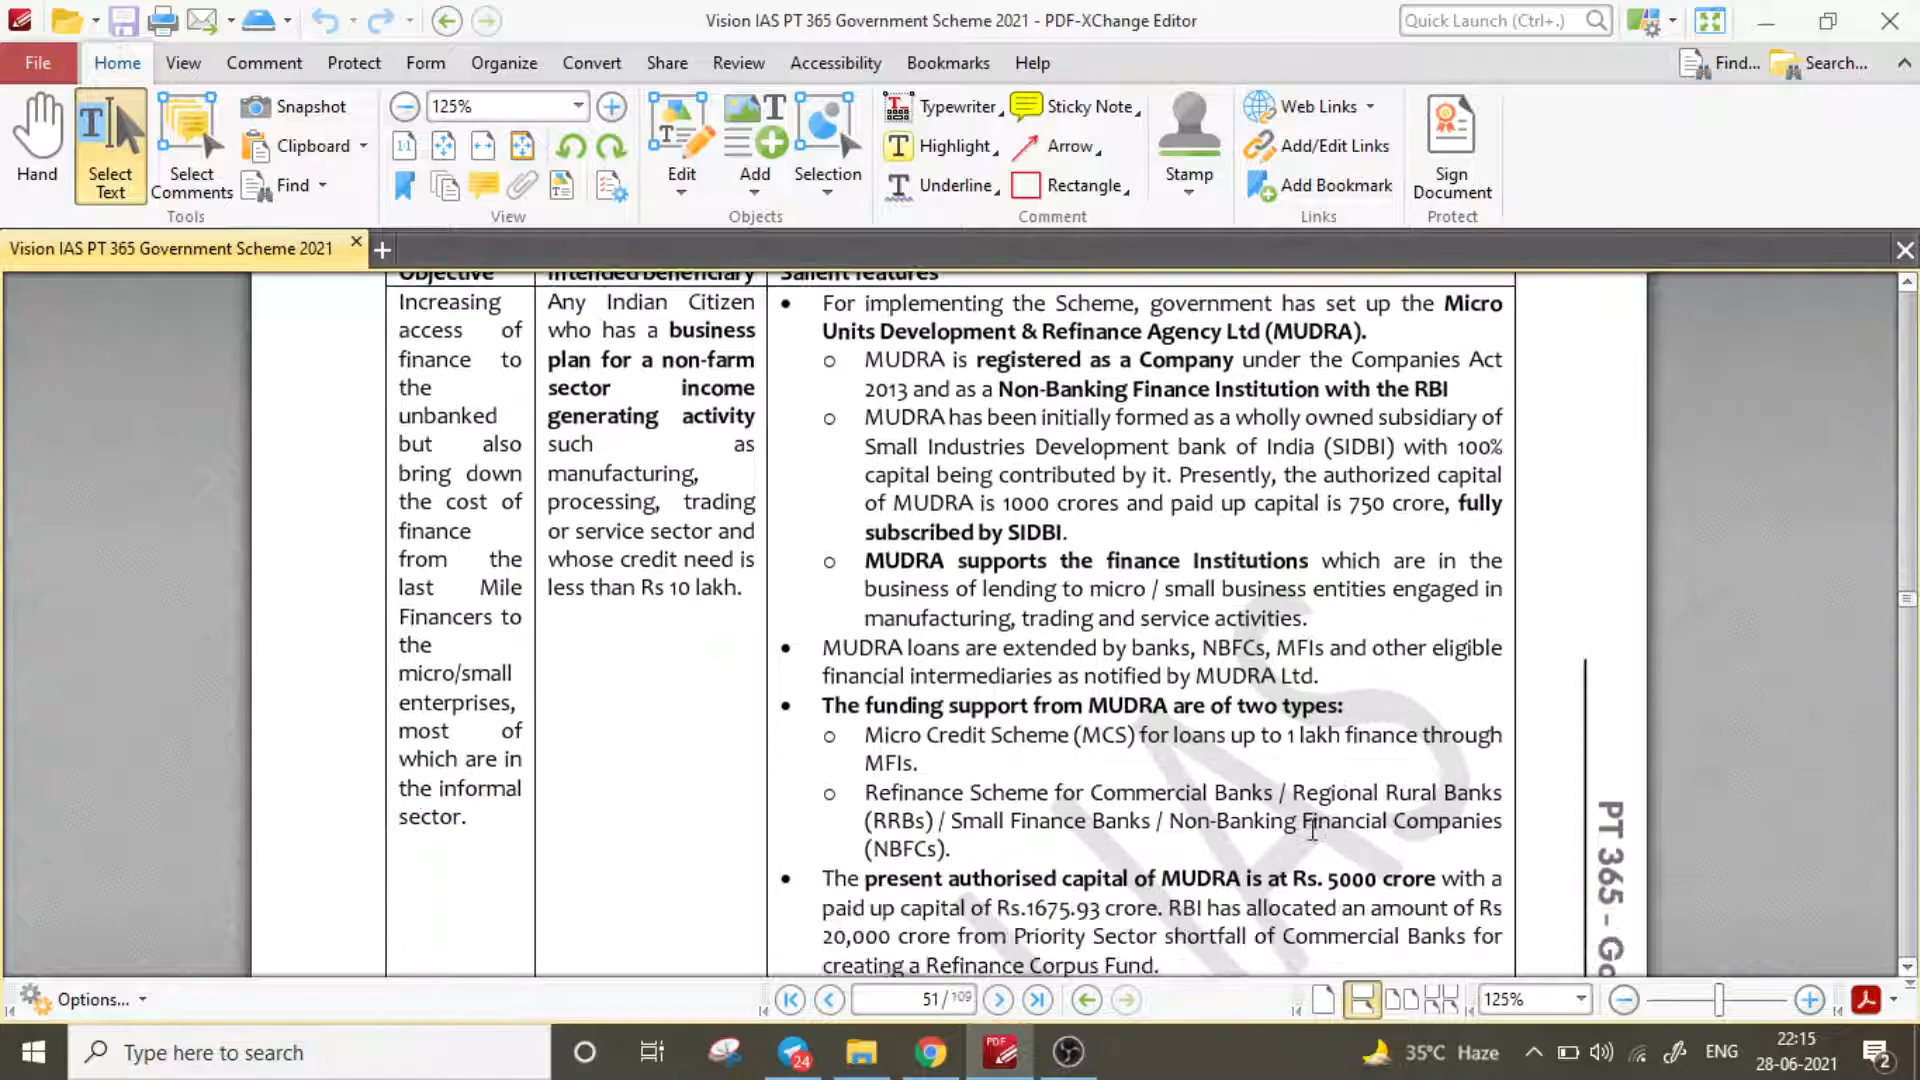 Vision IAS PT 365 Government Scheme 2021 - PDF-XChange Editor
Quick Launch (Ctrl+.)
File Home View Comment Protect Form Organize Convert Share Review Accessibility Bookmarks Help Find... Search...
Hand
Select Text
Select Comments
Snapshot
Clipboard
Find
Tools
125%
View
Edit
Add
Selection
Objects
Typewriter
Highlight
Underline
Sticky Note
Arrow
Rectangle
Comment
Stamp
Web Links
Add/Edit Links
Add Bookmark
Links
Sign Document
Protect
Vision IAS PT 365 Government Scheme 2021
Objective Intended beneficiary Salient features
Increasing
access of
finance to
the
unbanked
but also
bring down
the cost of
finance
from the
last Mile
Financers to
the
micro/small
enterprises,
most of
which are in
the informal
sector.
Any Indian Citizen
who has a business
plan for a non-farm
sector income
generating activity
such as
manufacturing,
processing, trading
or service sector and
whose credit need is
less than Rs 10 lakh.
• For implementing the Scheme, government has set up the Micro
Units Development & Refinance Agency Ltd (MUDRA).
o MUDRA is registered as a Company under the Companies Act
2013 and as a Non-Banking Finance Institution with the RBI
o MUDRA has been initially formed as a wholly owned subsidiary of
Small Industries Development bank of India (SIDBI) with 100%
capital being contributed by it. Presently, the authorized capital
of MUDRA is 1000 crores and paid up capital is 750 crore, fully
subscribed by SIDBI.
o MUDRA supports the finance Institutions which are in the
business of lending to micro / small business entities engaged in
manufacturing, trading and service activities.
• MUDRA loans are extended by banks, NBFCs, MFIs and other eligible
financial intermediaries as notified by MUDRA Ltd.
• The funding support from MUDRA are of two types:
o Micro Credit Scheme (MCS) for loans up to 1 lakh finance through
MFIs.
o Refinance Scheme for Commercial Banks / Regional Rural Banks
(RRBs) / Small Finance Banks / Non-Banking Financial Companies
(NBFCs).
• The present authorised capital of MUDRA is at Rs. 5000 crore with a
paid up capital of Rs.1675.93 crore. RBI has allocated an amount of Rs
20,000 crore from Priority Sector shortfall of Commercial Banks for
creating a Refinance Corpus Fund.
IAS
PT 365 - Go
Options...
51 / 109
125%
Type here to search
24
35°C Haze
ENG
22:15
28-06-2021
2